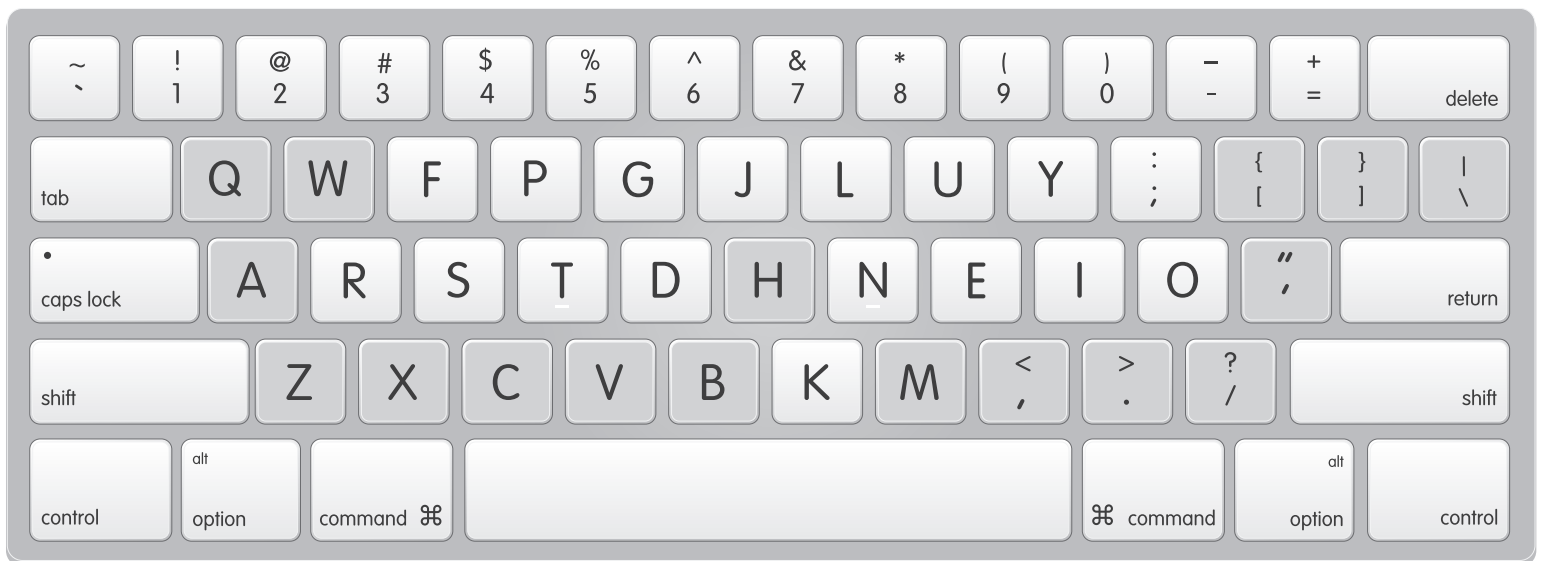 ~ ! @ # $ % ^ & * ( ) – +
` 1 2 3 4 5 6 7 8 9 0 - = delete
tab Q W F P G J L U Y : ; { [ } ] | \
•
caps lock A R S T D H N E I O " ' return
shift Z X C V B K M < , > . ? / shift
alt alt
control option command ⌘ ⌘ command option control